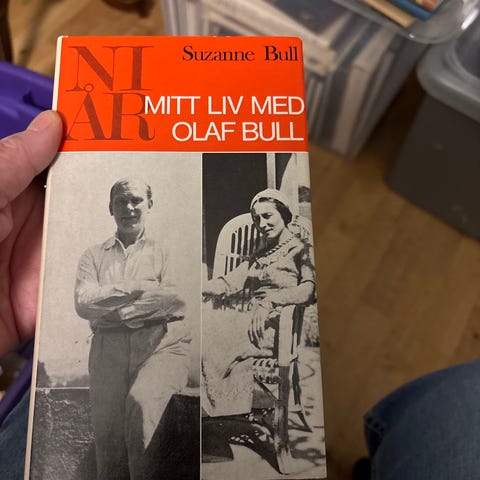 Suzanne Bull
NI
ÅR
MITT LIV MED
OLAF BULL